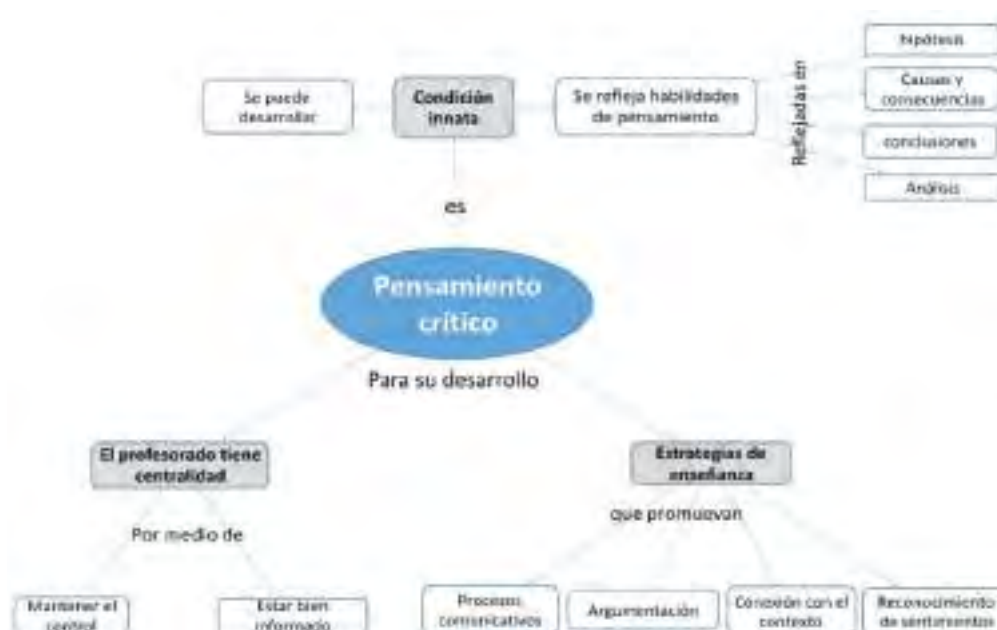 hipótesis
Se puede
desarrollar
Condición
innata
Se refleja habilidades
de pensamiento
Reflejadas en
Causas y
consecuencias
conclusiones
Análisis
es
Pensamiento
crítico
Para su desarrollo
El profesorado tiene
centralidad
Estrategias de
enseñanza
Por medio de
que promuevan
Mantener el
control
Estar bien
informado
Procesos
comunicativos
Argumentación
Conexión con el
contexto
Reconocimiento
de sentimientos